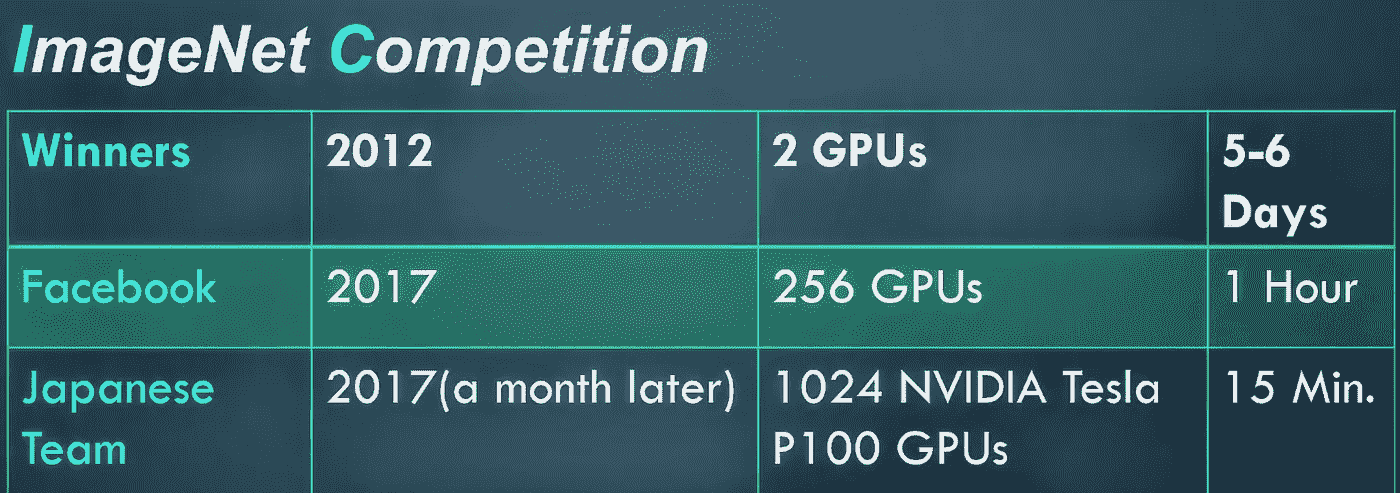 ImageNet Competition
Winners 2012 2 GPUs 5-6
Days
Facebook 2017 256 GPUs 1 Hour
Japanese 2017(a month later) 1024 NVIDIA Tesla 15 Min.
Team P100 GPUs